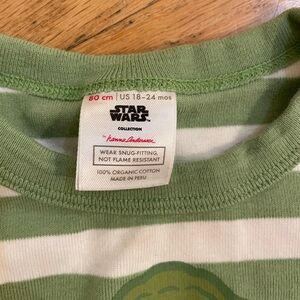 80 cm | US 18-24 mos
STAR
WARS.
COLLECTION
by hanna andersson
WEAR SNUG-FITTING,
NOT FLAME RESISTANT
100% ORGANIC COTTON
MADE IN PERU